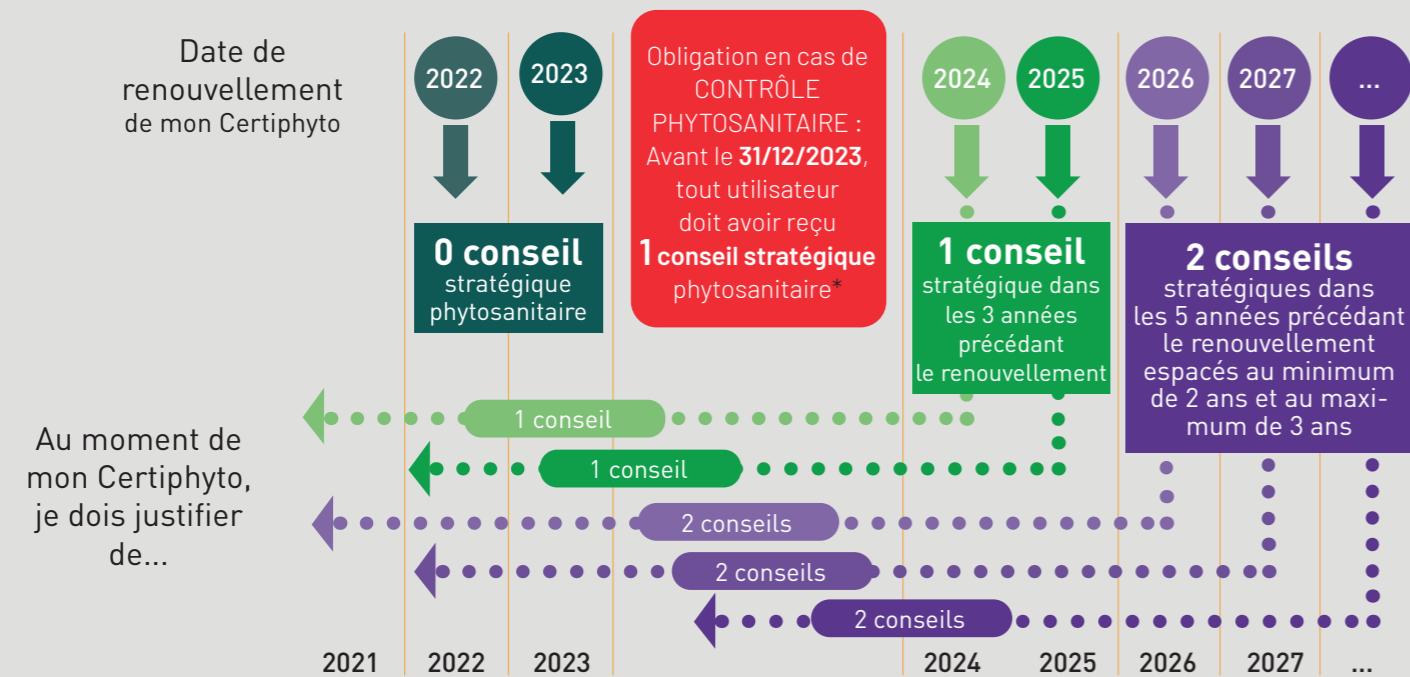 Date de
renouvellement
de mon Certiphyto
2022
2023
Obligation en cas de
CONTRÔLE
PHYTOSANITAIRE :
Avant le 31/12/2023,
tout utilisateur
doit avoir reçu
1 conseil stratégique
phytosanitaire*
2024
2025
2026
2027
...
0 conseil
stratégique
phytosanitaire
1 conseil
stratégique dans
les 3 années
précédant
le renouvellement
2 conseils
stratégiques dans
les 5 années précédant
le renouvellement
espacés au minimum
de 2 ans et au maxi-
mum de 3 ans
Au moment de
mon Certiphyto,
je dois justifier
de...
1 conseil
1 conseil
2 conseils
2 conseils
2 conseils
2021 2022 2023 2024 2025 2026 2027 ...